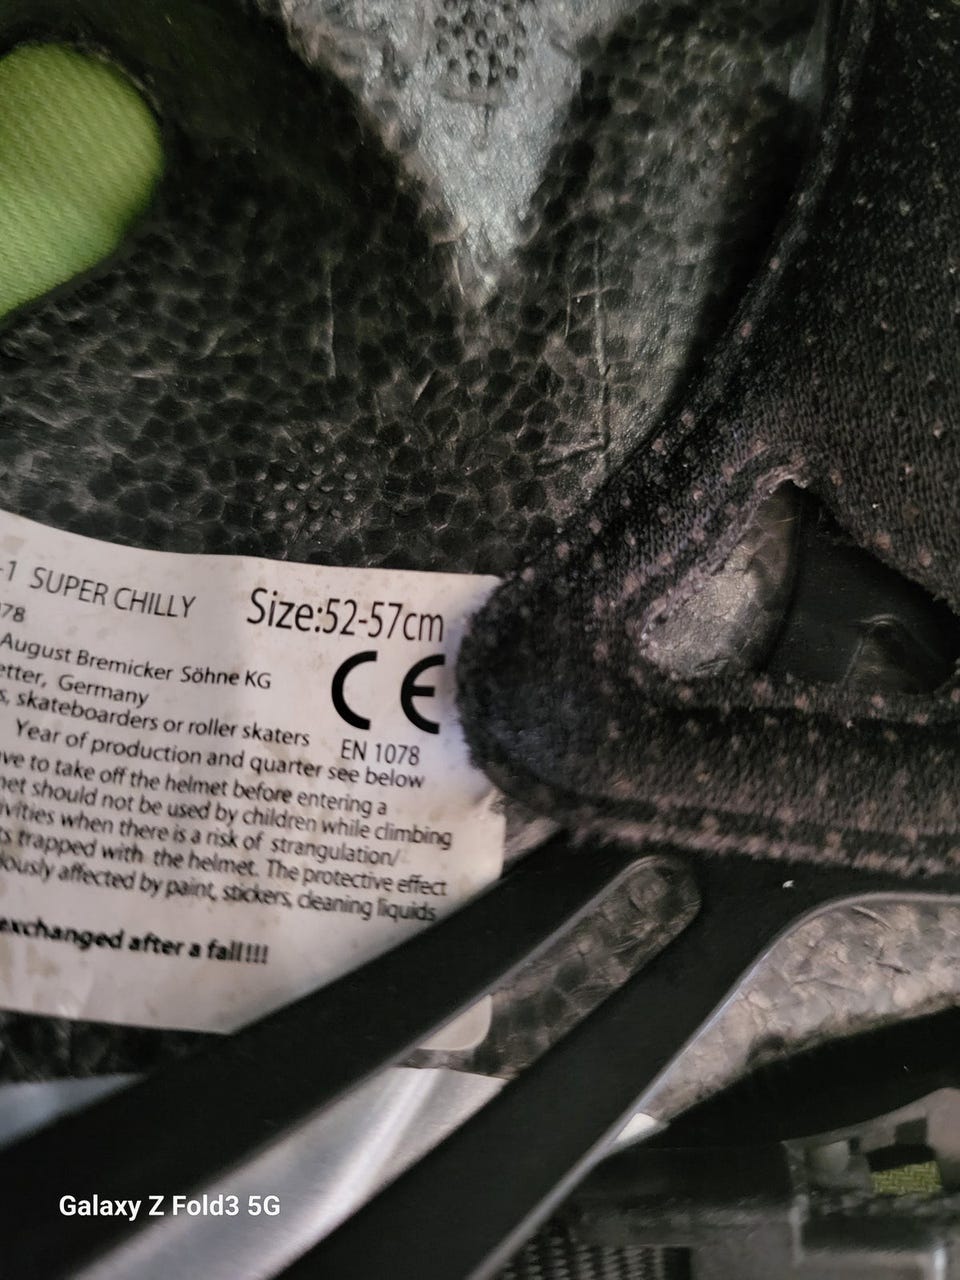 -1 SUPER CHILLY Size:52-57cm
78
August Bremicker Söhne KG
CE
etter, Germany
s, skateboarders or roller skaters
EN 1078
Year of production and quarter see below
ve to take off the helmet before entering a
et should not be used by children while climbing
ivities when there is a risk of strangulation/
ts trapped with the helmet. The protective effect
iously affected by paint, stickers, cleaning liquids
exchanged after a fall!!!
Galaxy Z Fold3 5G